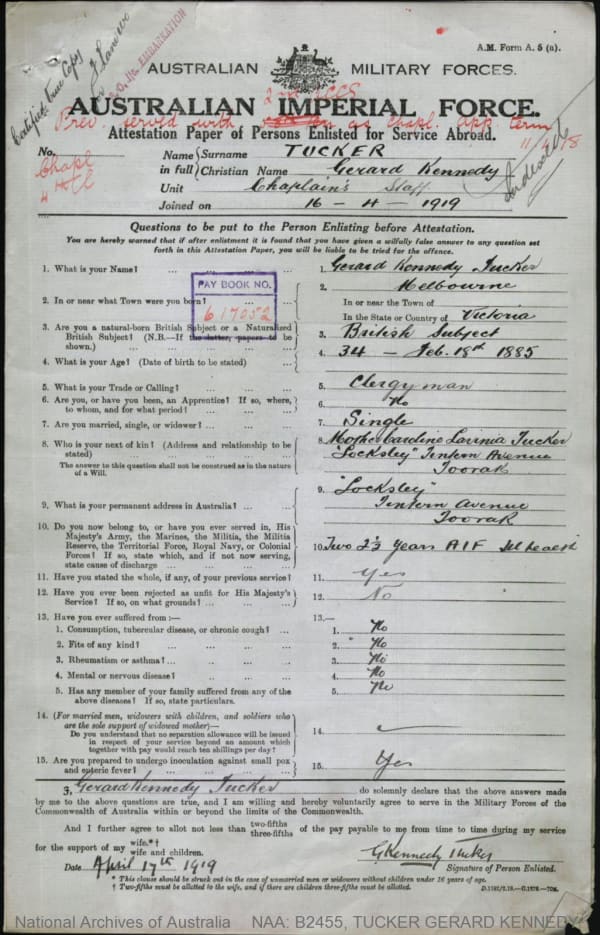 Certified True Copy
E.S.O. No. EMBARKATION
A.M. Form A. 5 (a).
AUSTRALIAN MILITARY FORCES.
AUSTRALIAN IMPERIAL FORCE.
Prev served with as Chapl. app term
11/4/18
Attestation Paper of Persons Enlisted for Service Abroad.
No.
Chapl
4 Cl
Name in full
Surname TUCKER
Christian Name Gerard Kennedy
Unit Chaplain's Staff
Joined on 16 - 4 - 1919
Questions to be put to the Person Enlisting before Attestation.
You are hereby warned that if after enlistment it is found that you have given a wilfully false answer to any question set
forth in this Attestation Paper, you will be liable to be tried for the offence.
1. What is your Name? ... 1. Gerard Kennedy Tucker
2. In or near what Town were you born? ... 2. Melbourne
In or near the Town of
In the State or Country of Victoria
PAY BOOK NO.
617052
3. Are you a natural-born British Subject or a Naturalized
British Subject? (N.B.—If the latter, papers to be
shown.) ... 3. British Subject
4. What is your Age? (Date of birth to be stated) ... 4. 34 - Feb. 18th 1885
5. What is your Trade or Calling? ... 5. Clergyman
6. Are you, or have you been, an Apprentice? If so, where,
to whom, and for what period? ... 6. No
7. Are you married, single, or widower? ... 7. Single
8. Who is your next of kin? (Address and relationship to be
stated) ... 8. Mother Caroline Lavinia Tucker
"Locksley" Tintern Avenue
Toorak
The answer to this question shall not be construed as in the nature
of a Will.
9. What is your permanent address in Australia? ... 9. "Locksley"
Tintern Avenue
Toorak
10. Do you now belong to, or have you ever served in, His
Majesty's Army, the Marines, the Militia, the Militia
Reserve, the Territorial Force, Royal Navy, or Colonial
Forces? If so, state which, and if not now serving,
state cause of discharge ... 10. Two 2⅓ years AIF Ill health
11. Have you stated the whole, if any, of your previous service? 11. Yes
12. Have you ever been rejected as unfit for His Majesty's
Service? If so, on what grounds? ... 12. No
13. Have you ever suffered from:— 13.—
1. Consumption, tubercular disease, or chronic cough? ... 1. No
2. Fits of any kind? ... 2. No
3. Rheumatism or asthma? ... 3. No
4. Mental or nervous disease? ... 4. No
5. Has any member of your family suffered from any of the
above diseases? If so, state particulars. 5. No
14. (For married men, widowers with children, and soldiers who
are the sole support of widowed mother)—
Do you understand that no separation allowance will be issued
in respect of your service beyond an amount which
together with pay would reach ten shillings per day? 14.
15. Are you prepared to undergo inoculation against small pox
and enteric fever? ... 15. Yes
I, Gerard Kennedy Tucker do solemnly declare that the above answers made
by me to the above questions are true, and I am willing and hereby voluntarily agree to serve in the Military Forces of the
Commonwealth of Australia within or beyond the limits of the Commonwealth.
And I further agree to allot not less than two-fifths
three-fifths of the pay payable to me from time to time during my service
for the support of my wife.*†
wife and children.
GKennedy Tucker
Date April 17th 1919 Signature of Person Enlisted.
* This clause should be struck out in the case of unmarried men or widowers without children under 16 years of age.
† Two-fifths must be allotted to the wife, and if there are children three-fifths must be allotted.
D.1182/2.18.—C.1878.—70M.
National Archives of Australia NAA: B2455, TUCKER GERARD KENNEDY